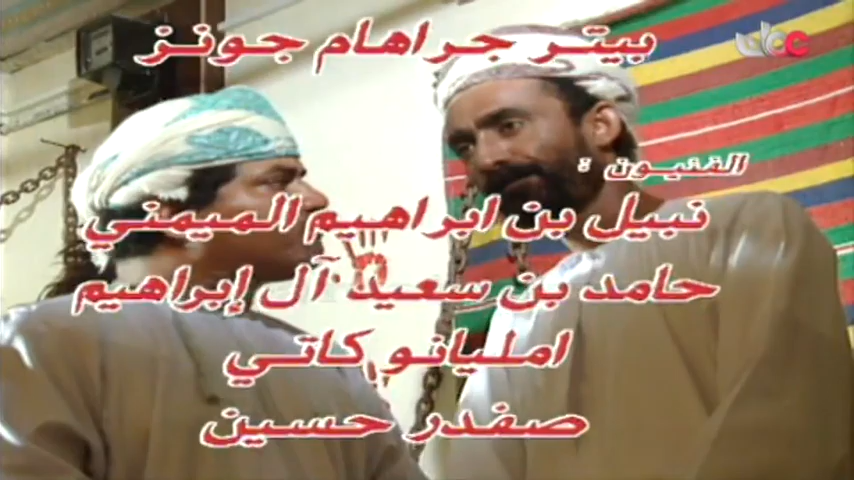 بيتر جراهام جونز
الفنيون :
نبيل بن ابراهيم الميمني
حامد بن سعيد آل إبراهيم
امليانو كاتي
صفدر حسين